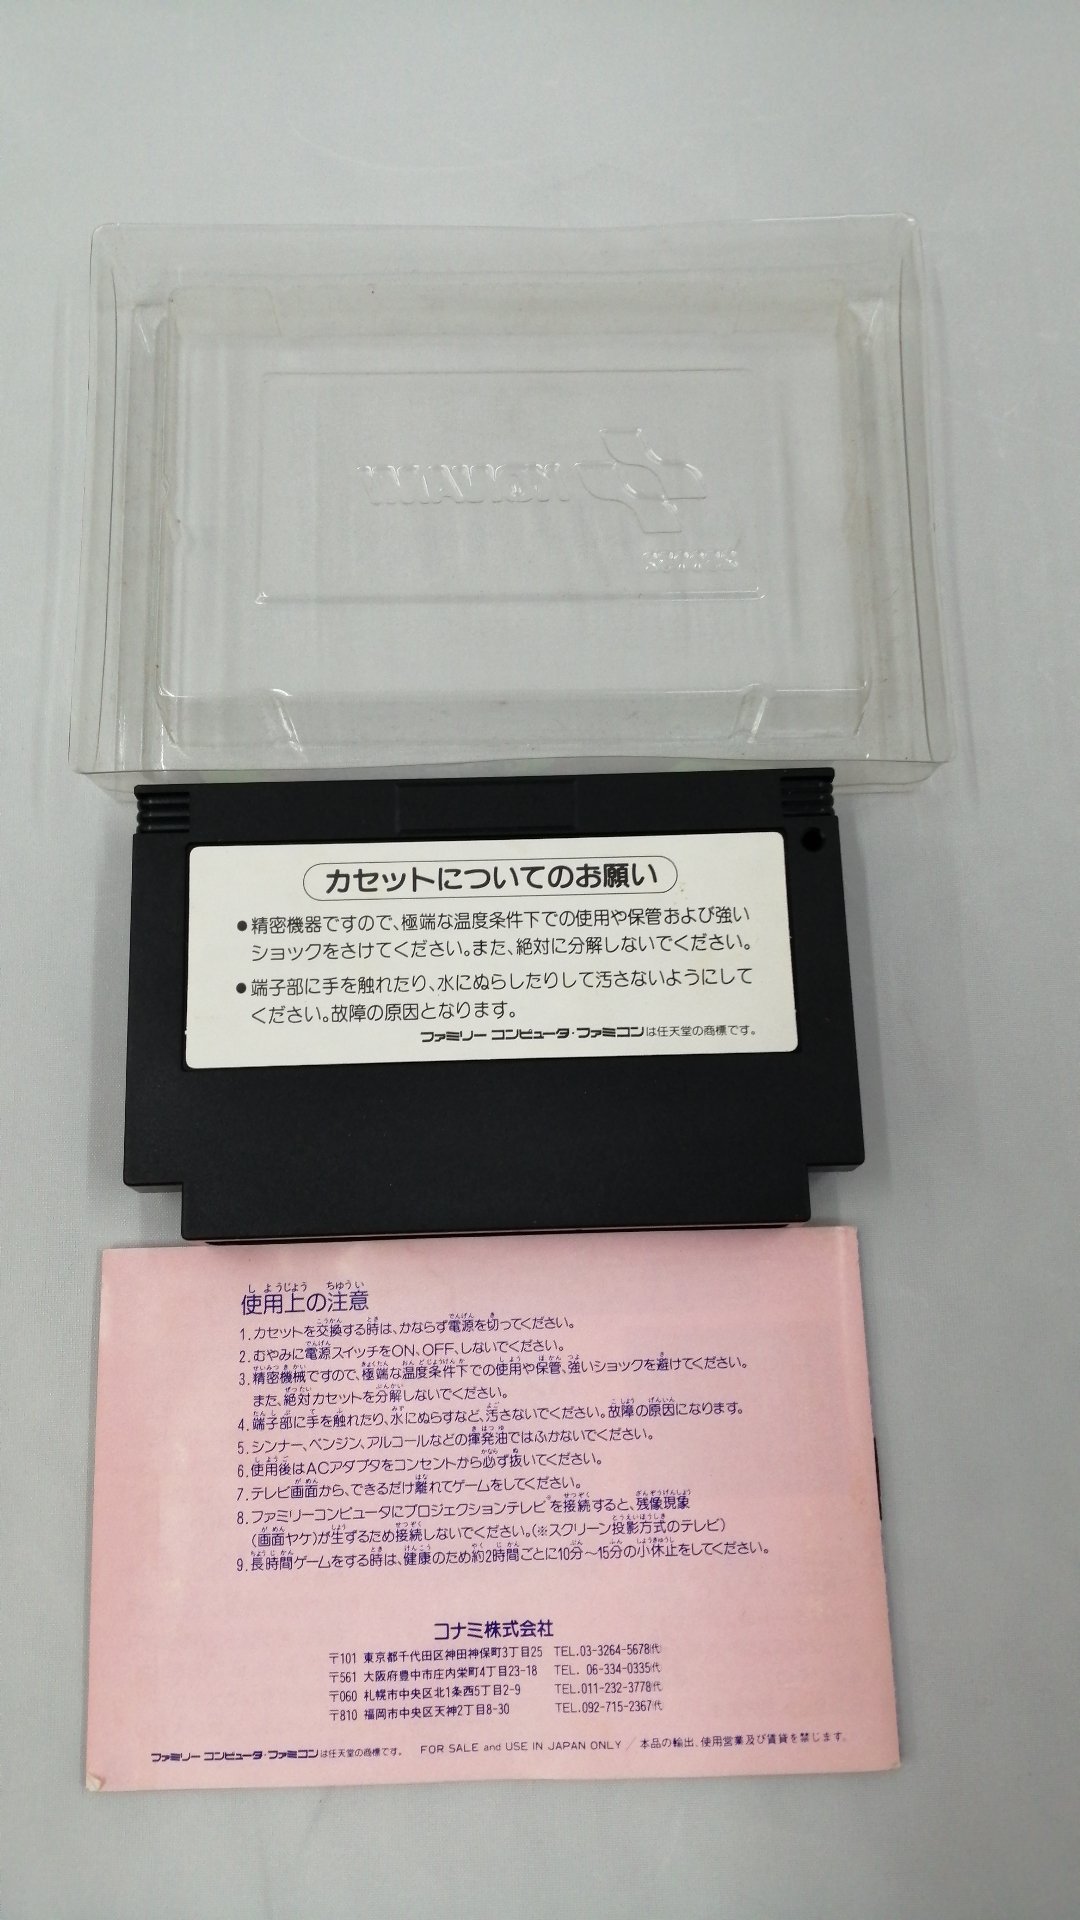 カセットについてのお願い
●精密機器ですので、極端な温度条件下での使用や保管および強い
ショックをさけてください。また、絶対に分解しないでください。
●端子部に手を触れたり、水にぬらしたりして汚さないようにして
ください。故障の原因となります。
ファミリーコンピュータ・ファミコンは任天堂の商標です。
使用上の注意
1.カセットを交換する時は、かならず電源を切ってください。
2.むやみに電源スイッチをON、OFF、しないでください。
3.精密機械ですので、極端な温度条件下での使用や保管、強いショックを避けてください。
また、絶対カセットを分解しないでください。
4.端子部に手を触れたり、水にぬらすなど、汚さないでください。故障の原因になります。
5.シンナー、ベンジン、アルコールなどの揮発油ではふかないでください。
6.使用後はACアダプタをコンセントから必ず抜いてください。
7.テレビ画面から、できるだけ離れてゲームをしてください。
8.ファミリーコンピュータにプロジェクションテレビ※を接続すると、残像現象
(画面ヤケ)が生ずるため接続しないでください。(※スクリーン投影方式のテレビ)
9.長時間ゲームをする時は、健康のため約2時間ごとに10分〜15分の小休止をしてください。
コナミ株式会社
〒101 東京都千代田区神田神保町3丁目25 TEL.03-3264-5678㈹
〒561 大阪府豊中市庄内栄町4丁目23-18 TEL. 06-334-0335㈹
〒060 札幌市中央区北1条西5丁目2-9 TEL.011-232-3778㈹
〒810 福岡市中央区天神2丁目8-30 TEL.092-715-2367㈹
ファミリーコンピュータ・ファミコンは任天堂の商標です。 FOR SALE and USE IN JAPAN ONLY / 本品の輸出、使用営業及び賃貸を禁じます。